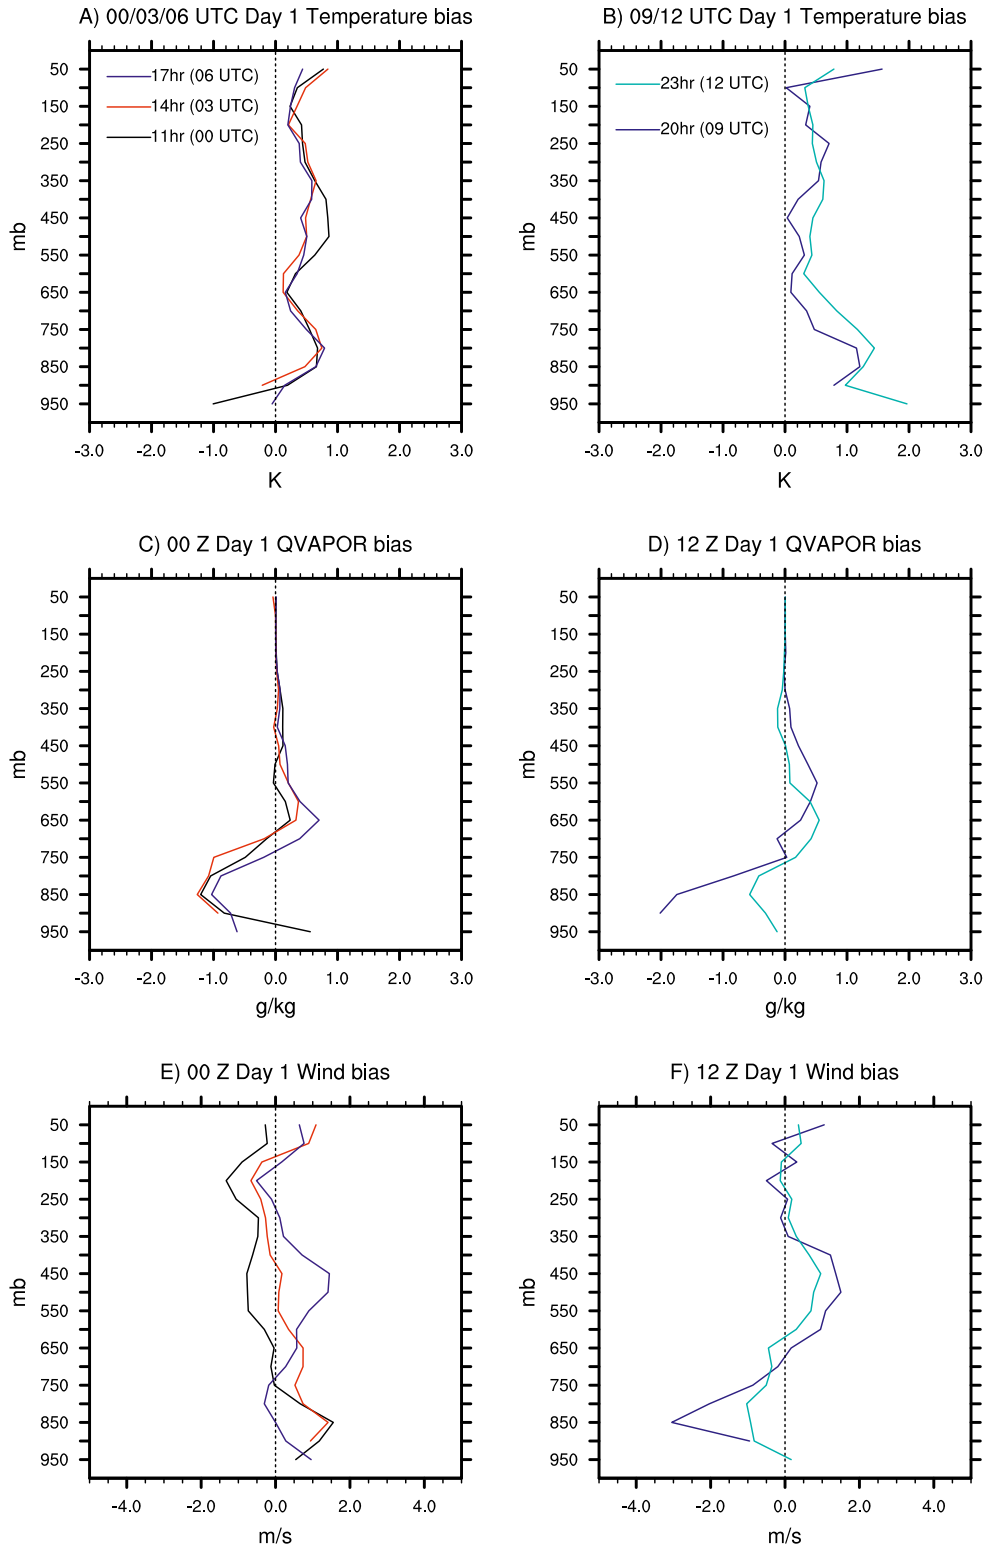 A) 00/03/06 UTC Day 1 Temperature bias
50
150
250
350
450
550
650
750
850
950
mb
17hr (06 UTC)
14hr (03 UTC)
11hr (00 UTC)
-3.0 -2.0 -1.0 0.0 1.0 2.0 3.0
K
B) 09/12 UTC Day 1 Temperature bias
50
150
250
350
450
550
650
750
850
950
mb
23hr (12 UTC)
20hr (09 UTC)
-3.0 -2.0 -1.0 0.0 1.0 2.0 3.0
K
C) 00 Z Day 1 QVAPOR bias
50
150
250
350
450
550
650
750
850
950
mb
-3.0 -2.0 -1.0 0.0 1.0 2.0 3.0
g/kg
D) 12 Z Day 1 QVAPOR bias
50
150
250
350
450
550
650
750
850
950
mb
-3.0 -2.0 -1.0 0.0 1.0 2.0 3.0
g/kg
E) 00 Z Day 1 Wind bias
50
150
250
350
450
550
650
750
850
950
mb
-4.0 -2.0 0.0 2.0 4.0
m/s
F) 12 Z Day 1 Wind bias
50
150
250
350
450
550
650
750
850
950
mb
-4.0 -2.0 0.0 2.0 4.0
m/s